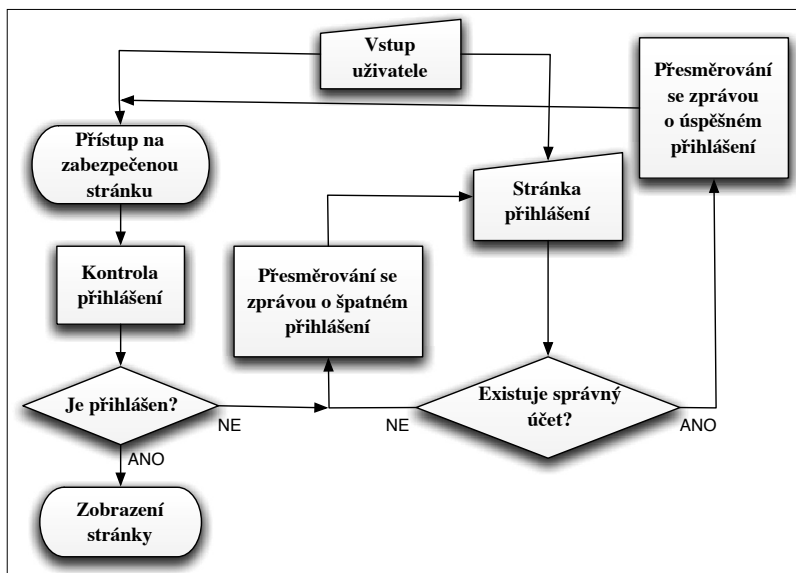 Vstup
uživatele
Přesměrování
se zprávou
o úspěšném
přihlášení
Přístup na
zabezpečenou
stránku
Stránka
přihlášení
Kontrola
přihlášení
Přesměrování se
zprávou o špatném
přihlášení
Je přihlášen?
NE
NE
Existuje správný
účet?
ANO
ANO
Zobrazení
stránky